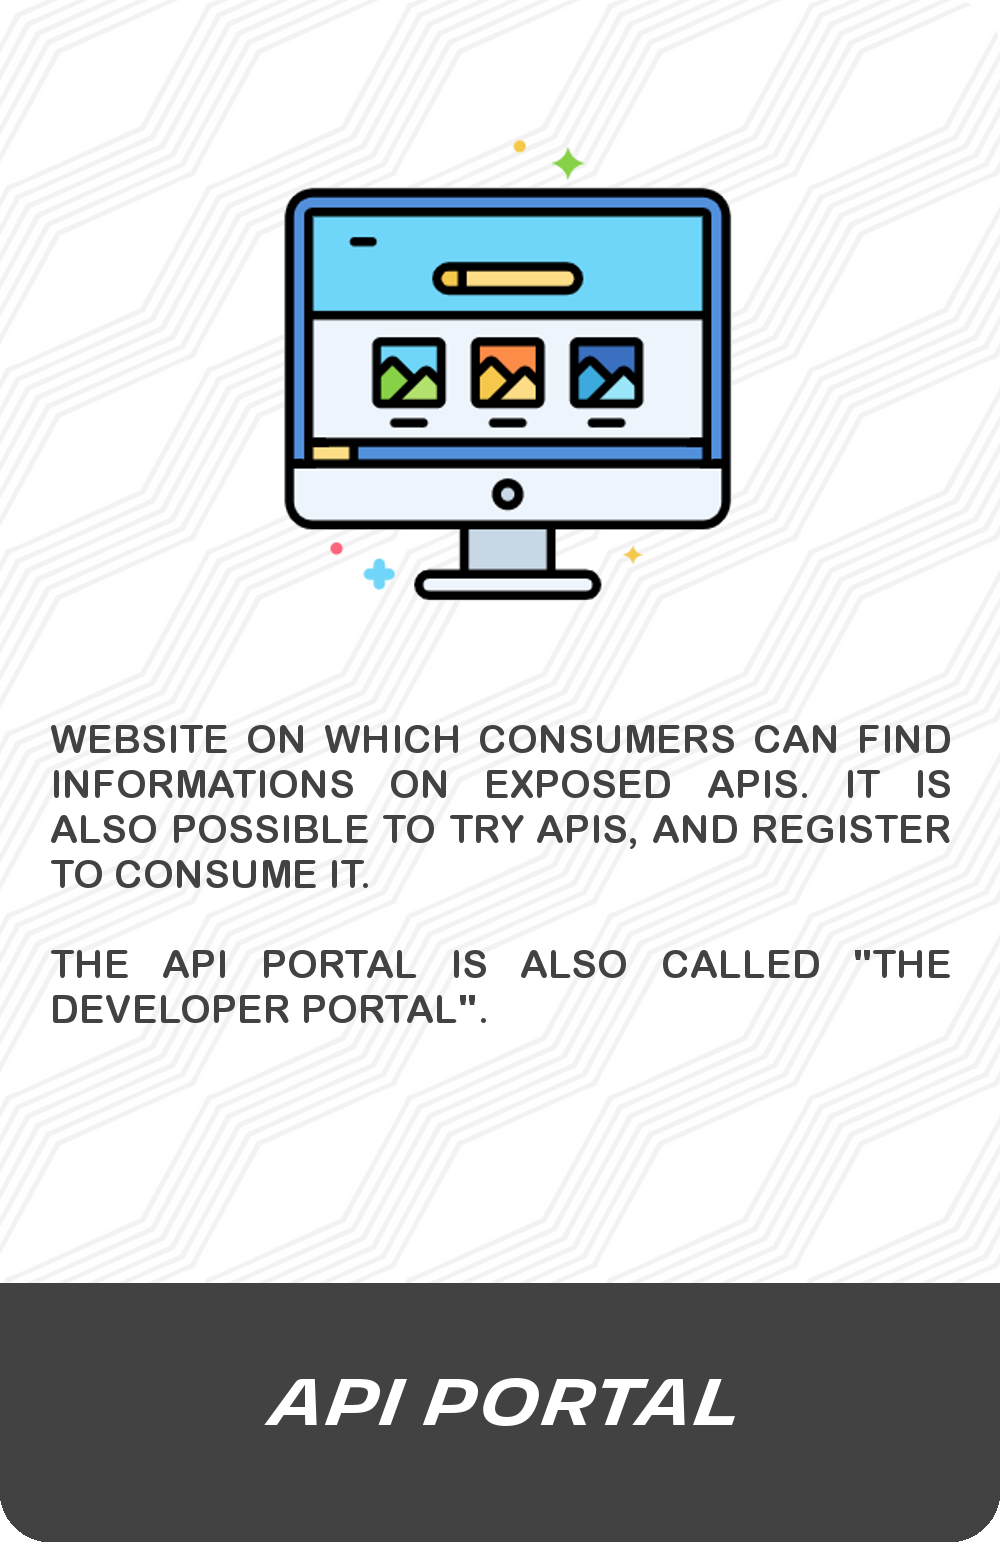 WEBSITE ON WHICH CONSUMERS CAN FIND
INFORMATIONS ON EXPOSED APIS. IT IS
ALSO POSSIBLE TO TRY APIS, AND REGISTER
TO CONSUME IT.
THE API PORTAL IS ALSO CALLED "THE
DEVELOPER PORTAL".
API PORTAL